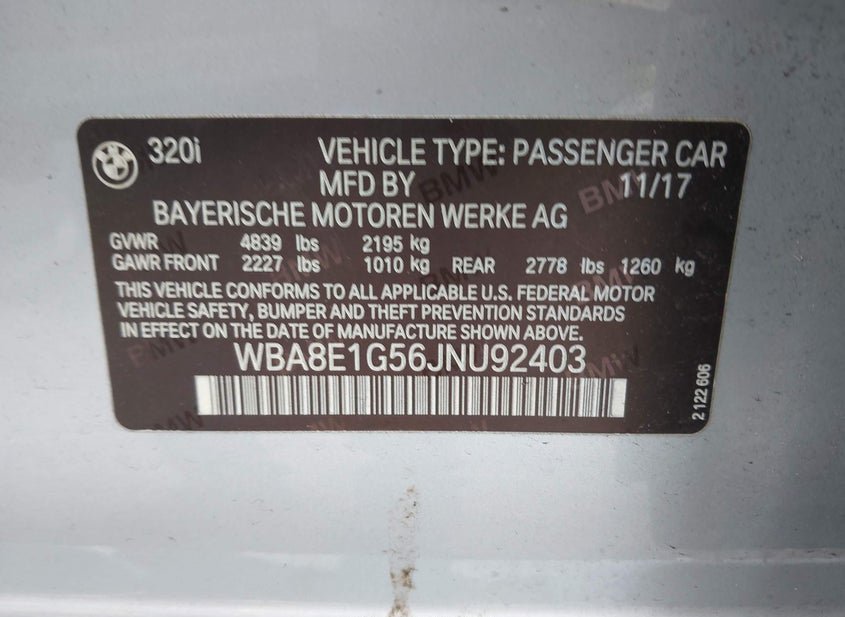 320i VEHICLE TYPE: PASSENGER CAR
MFD BY 11/17
BAYERISCHE MOTOREN WERKE AG
GVWR 4839 lbs 2195 kg
GAWR FRONT 2227 lbs 1010 kg REAR 2778 lbs 1260 kg
THIS VEHICLE CONFORMS TO ALL APPLICABLE U.S. FEDERAL MOTOR
VEHICLE SAFETY, BUMPER AND THEFT PREVENTION STANDARDS
IN EFFECT ON THE DATE OF MANUFACTURE SHOWN ABOVE.
WBA8E1G56JNU92403
2 122 606